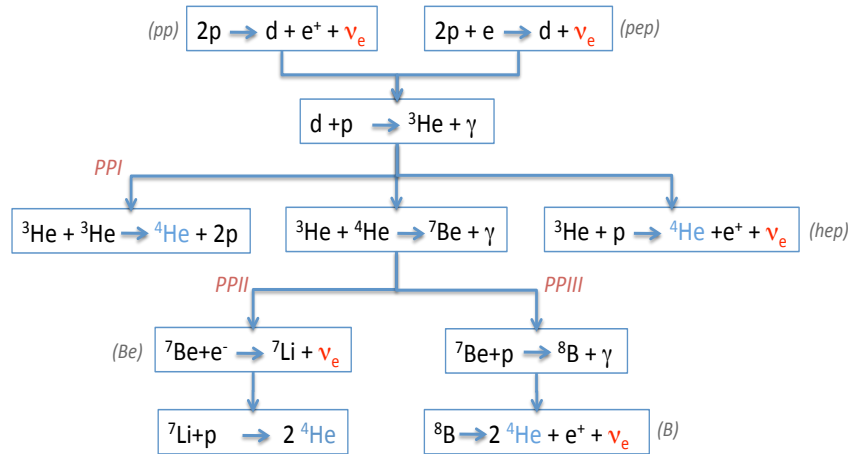 (pp) 2p → d + e⁺ + νₑ 2p + e → d + νₑ (pep)
d +p → ³He + γ
PPI
³He + ³He → ⁴He + 2p ³He + ⁴He → ⁷Be + γ ³He + p → ⁴He +e⁺ + νₑ (hep)
PPII PPIII
(Be) ⁷Be+e⁻ → ⁷Li + νₑ ⁷Be+p → ⁸B + γ
⁷Li+p → 2 ⁴He ⁸B → 2 ⁴He + e⁺ + νₑ (B)